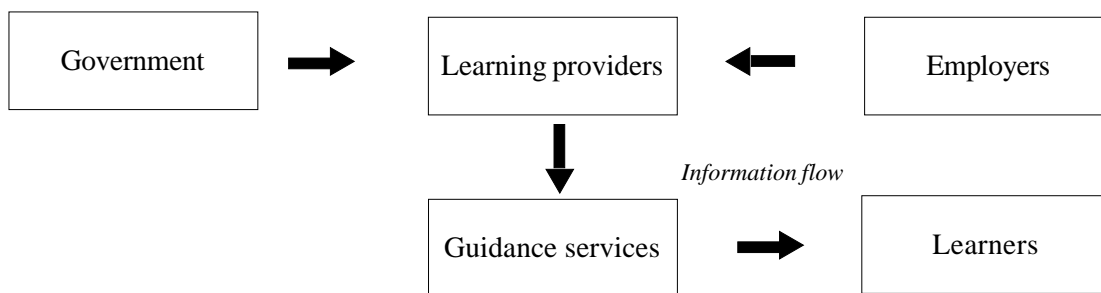 Government
Learning providers
Employers
Information flow
Guidance services
Learners